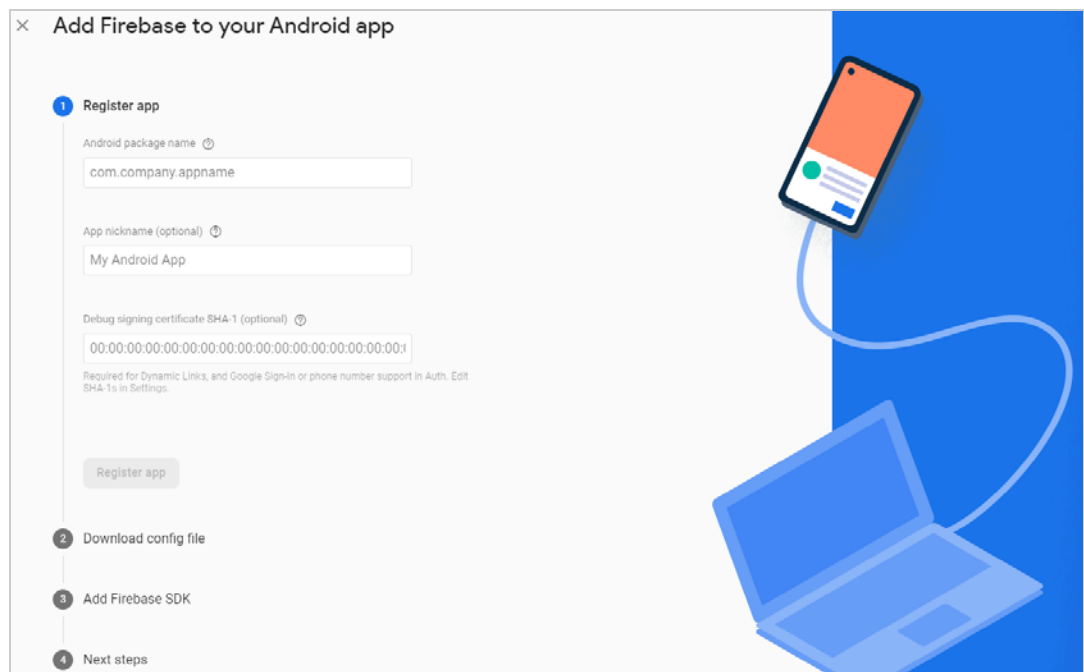 Add Firebase to your Android app
1 Register app
Android package name
com.company.appname
App nickname (optional)
My Android App
Debug signing certificate SHA-1 (optional)
00:00:00:00:00:00:00:00:00:00:00:00:00:00:00:00:00:
Required for Dynamic Links, and Google Sign-In or phone number support in Auth. Edit
SHA-1s in Settings.
Register app
2 Download config file
3 Add Firebase SDK
4 Next steps